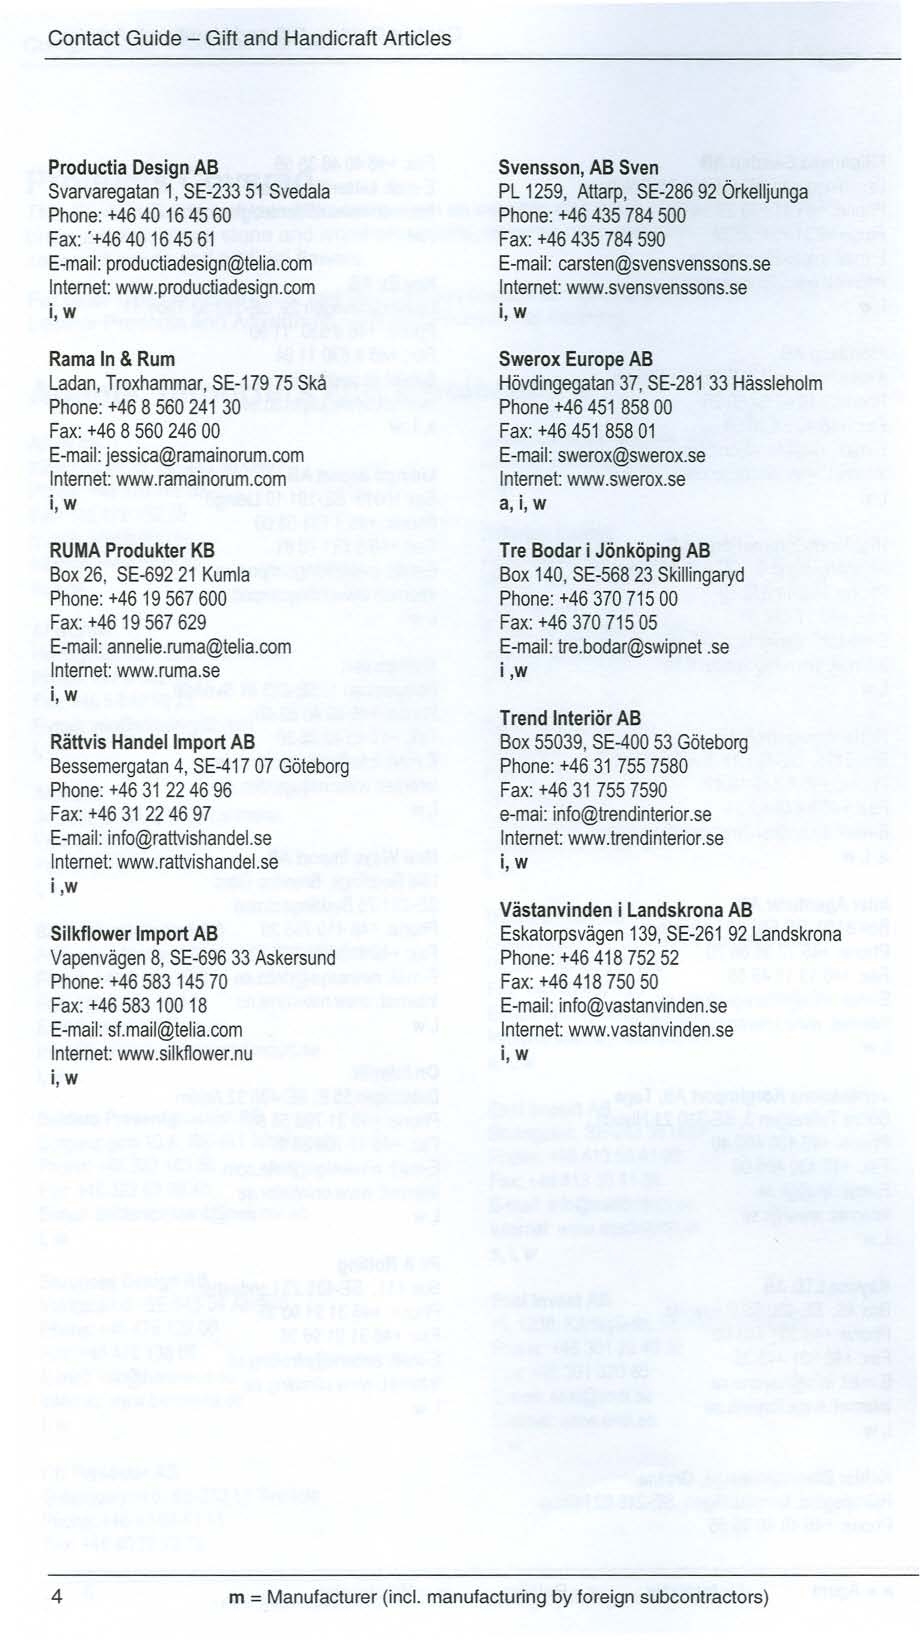 Contact Guide – Gift and Handicraft Articles
Productia Design AB
Svarvaregatan 1, SE-233 51 Svedala
Phone: +46 40 16 45 60
Fax: ´+46 40 16 45 61
E-mail: productiadesign@telia.com
Internet: www.productiadesign.com
i, w
Rama In & Rum
Ladan, Troxhammar, SE-179 75 Skå
Phone: +46 8 560 241 30
Fax: +46 8 560 246 00
E-mail: jessica@ramainorum.com
Internet: www.ramainorum.com
i, w
RUMA Produkter KB
Box 26, SE-692 21 Kumla
Phone: +46 19 567 600
Fax: +46 19 567 629
E-mail: annelie.ruma@telia.com
Internet: www.ruma.se
i, w
Rättvis Handel Import AB
Bessemergatan 4, SE-417 07 Göteborg
Phone: +46 31 22 46 96
Fax: +46 31 22 46 97
E-mail: info@rattvishandel.se
Internet: www.rattvishandel.se
i ,w
Silkflower Import AB
Vapenvägen 8, SE-696 33 Askersund
Phone: +46 583 145 70
Fax: +46 583 100 18
E-mail: sf.mail@telia.com
Internet: www.silkflower.nu
i, w
Svensson, AB Sven
PL 1259, Attarp, SE-286 92 Örkelljunga
Phone: +46 435 784 500
Fax: +46 435 784 590
E-mail: carsten@svensvenssons.se
Internet: www.svensvenssons.se
i, w
Swerox Europe AB
Hövdingegatan 37, SE-281 33 Hässleholm
Phone +46 451 858 00
Fax: +46 451 858 01
E-mail: swerox@swerox.se
Internet: www.swerox.se
a, i, w
Tre Bodar i Jönköping AB
Box 140, SE-568 23 Skillingaryd
Phone: +46 370 715 00
Fax: +46 370 715 05
E-mail: tre.bodar@swipnet .se
i ,w
Trend Interiör AB
Box 55039, SE-400 53 Göteborg
Phone: +46 31 755 7580
Fax: +46 31 755 7590
e-mai: info@trendinterior.se
Internet: www.trendinterior.se
i, w
Västanvinden i Landskrona AB
Eskatorpsvägen 139, SE-261 92 Landskrona
Phone: +46 418 752 52
Fax: +46 418 750 50
E-mail: info@vastanvinden.se
Internet: www.vastanvinden.se
i, w
4 m = Manufacturer (incl. manufacturing by foreign subcontractors)